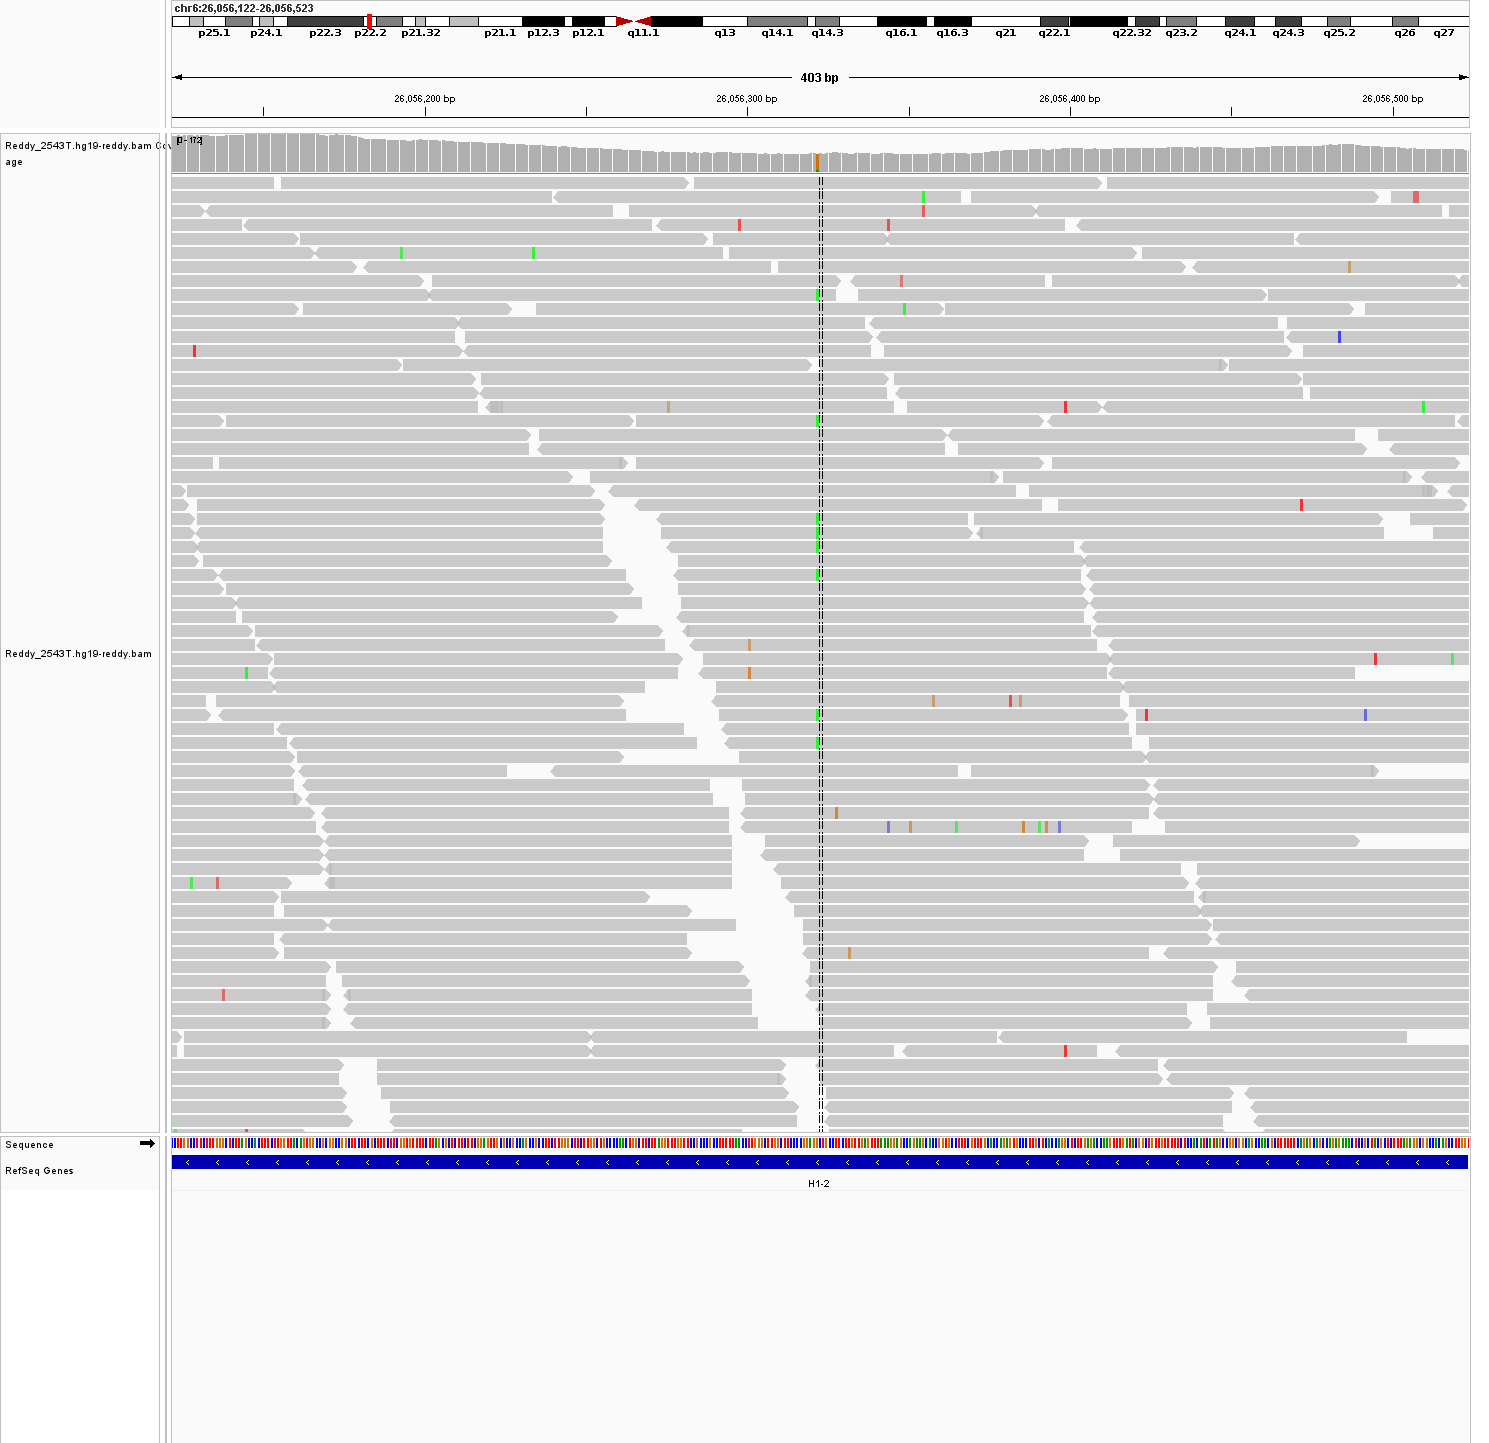 chr6:26,056,122-26,056,523
p25.1 p24.1 p22.3 p22.2 p21.32 p21.1 p12.3 p12.1 q11.1 q13 q14.1 q14.3 q16.1 q16.3 q21 q22.1 q22.32 q23.2 q24.1 q24.3 q25.2 q26 q27
403 bp
26,056,200 bp 26,056,300 bp 26,056,400 bp 26,056,500 bp
[0 - 172]
Reddy_2543T.hg19-reddy.bam Cov
age
Reddy_2543T.hg19-reddy.bam
Sequence
RefSeq Genes
H1-2